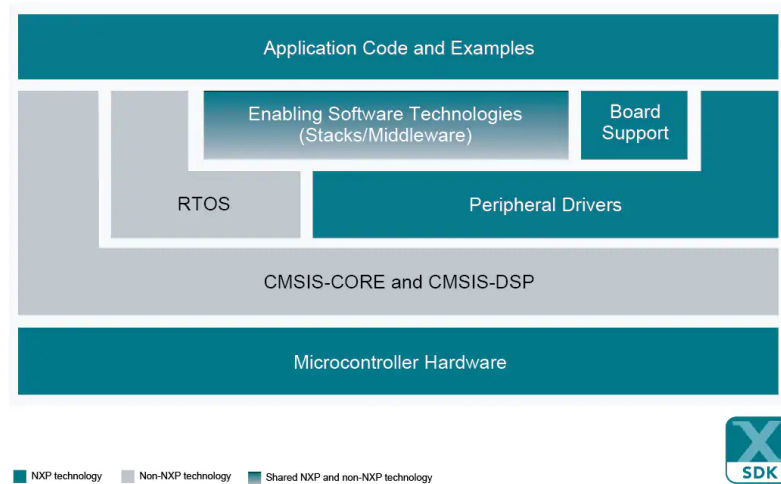 Application Code and Examples
Enabling Software Technologies
(Stacks/Middleware)
Board
Support
RTOS
Peripheral Drivers
CMSIS-CORE and CMSIS-DSP
Microcontroller Hardware
X
SDK
NXP technology
Non-NXP technology
Shared NXP and non-NXP technology